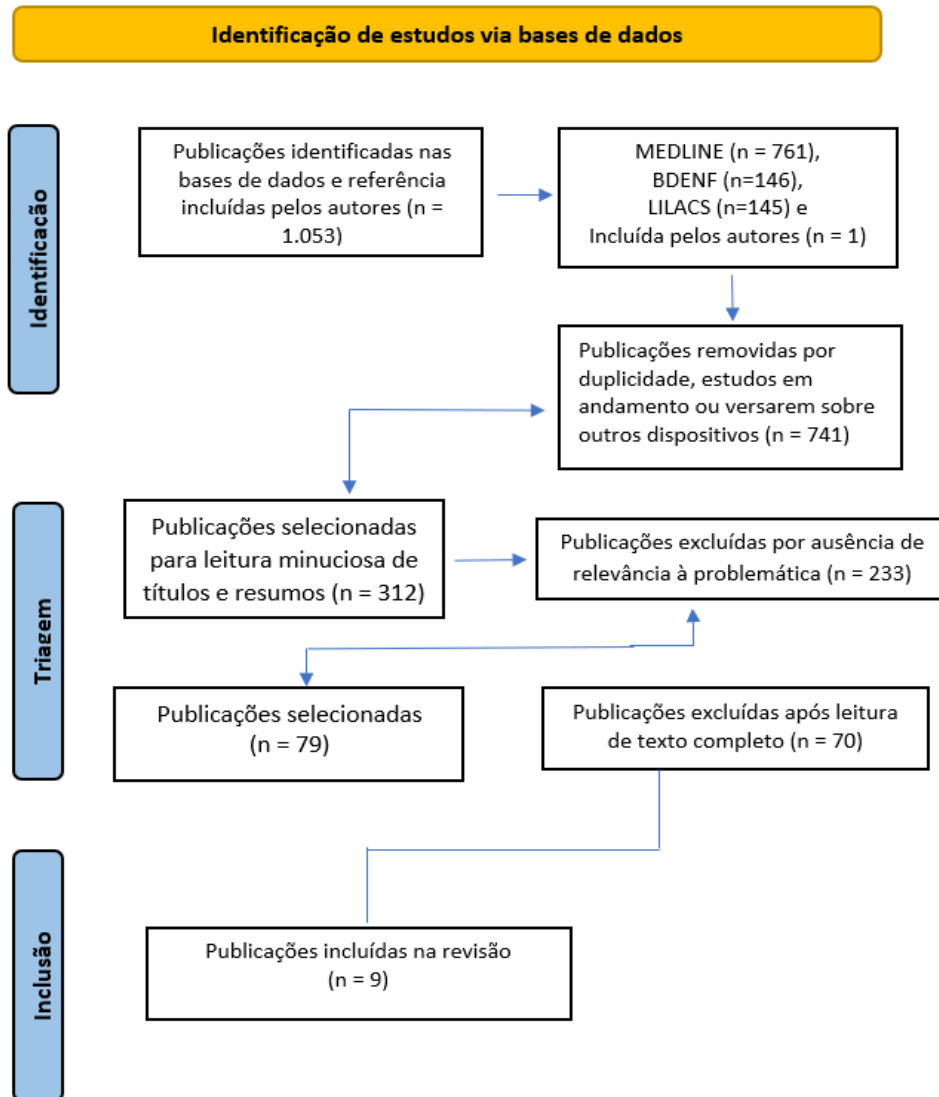 Identificação de estudos via bases de dados
Identificação
Publicações identificadas nas
bases de dados e referência
incluídas pelos autores (n =
1.053)
MEDLINE (n = 761),
BDENF (n=146),
LILACS (n=145) e
Incluída pelos autores (n = 1)
Publicações removidas por
duplicidade, estudos em
andamento ou versarem sobre
outros dispositivos (n = 741)
Triagem
Publicações selecionadas
para leitura minuciosa de
títulos e resumos (n = 312)
Publicações excluídas por ausência de
relevância à problemática (n = 233)
Publicações selecionadas
(n = 79)
Publicações excluídas após leitura
de texto completo (n = 70)
Inclusão
Publicações incluídas na revisão
(n = 9)